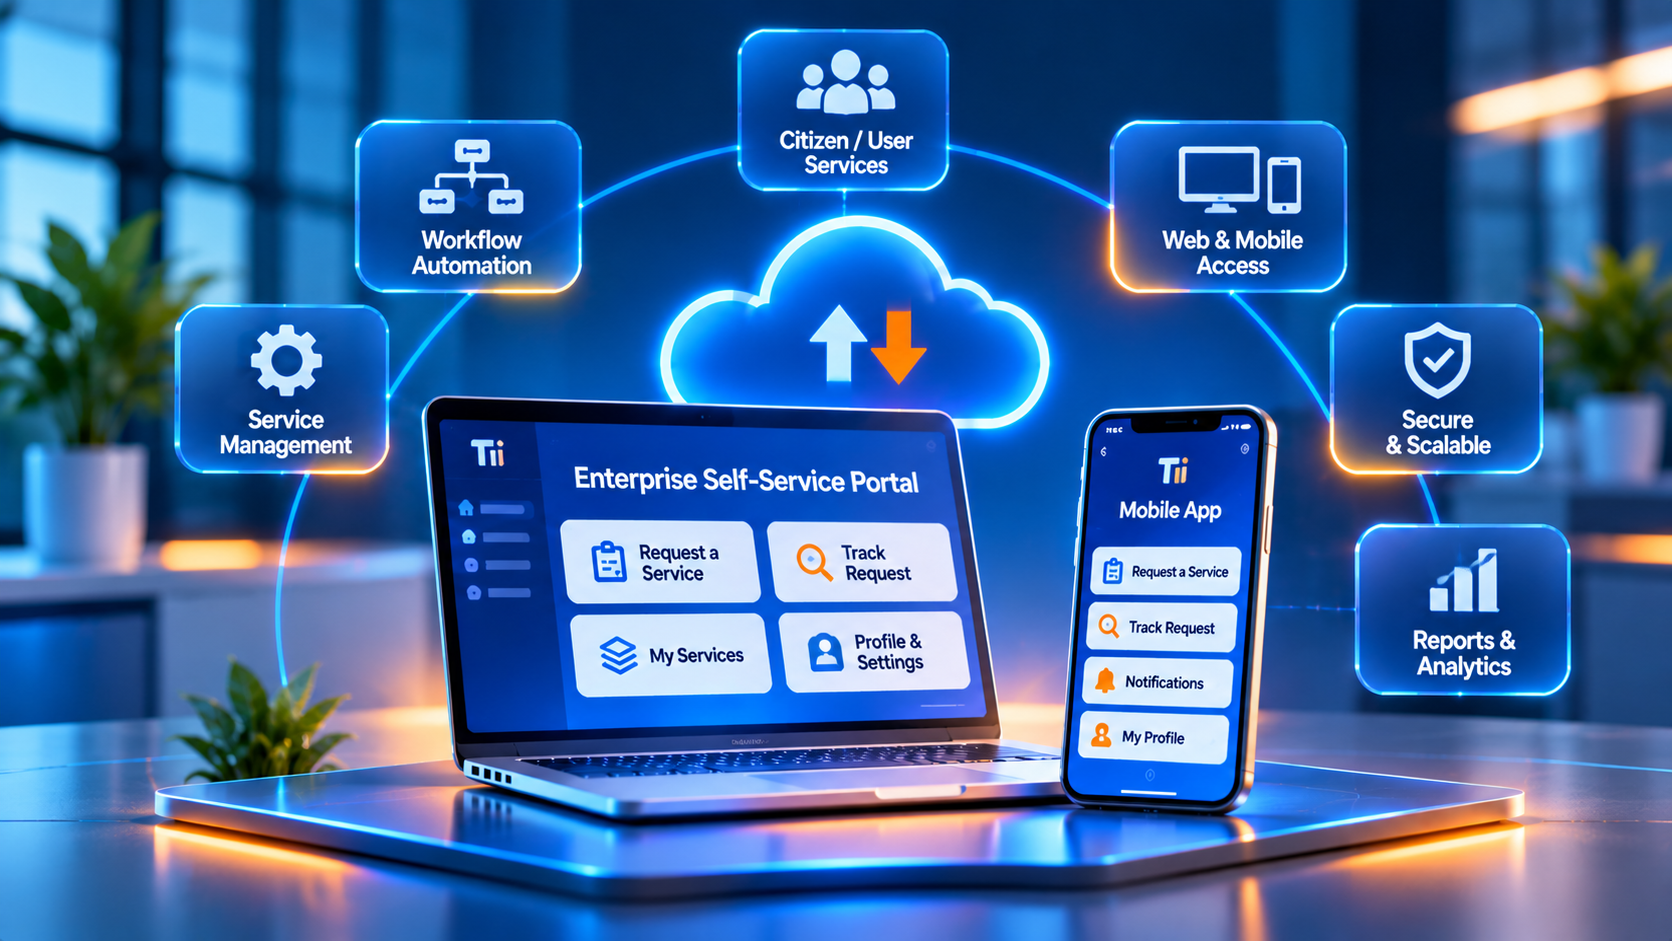 Citizen / User
Services
Workflow
Automation
Web & Mobile
Access
Service
Management
Secure
& Scalable
Reports &
Analytics
Tii
Enterprise Self-Service Portal
Request a
Service
Track
Request
My Services
Profile &
Settings
Tii
Mobile App
Request a Service
Track Request
Notifications
My Profile